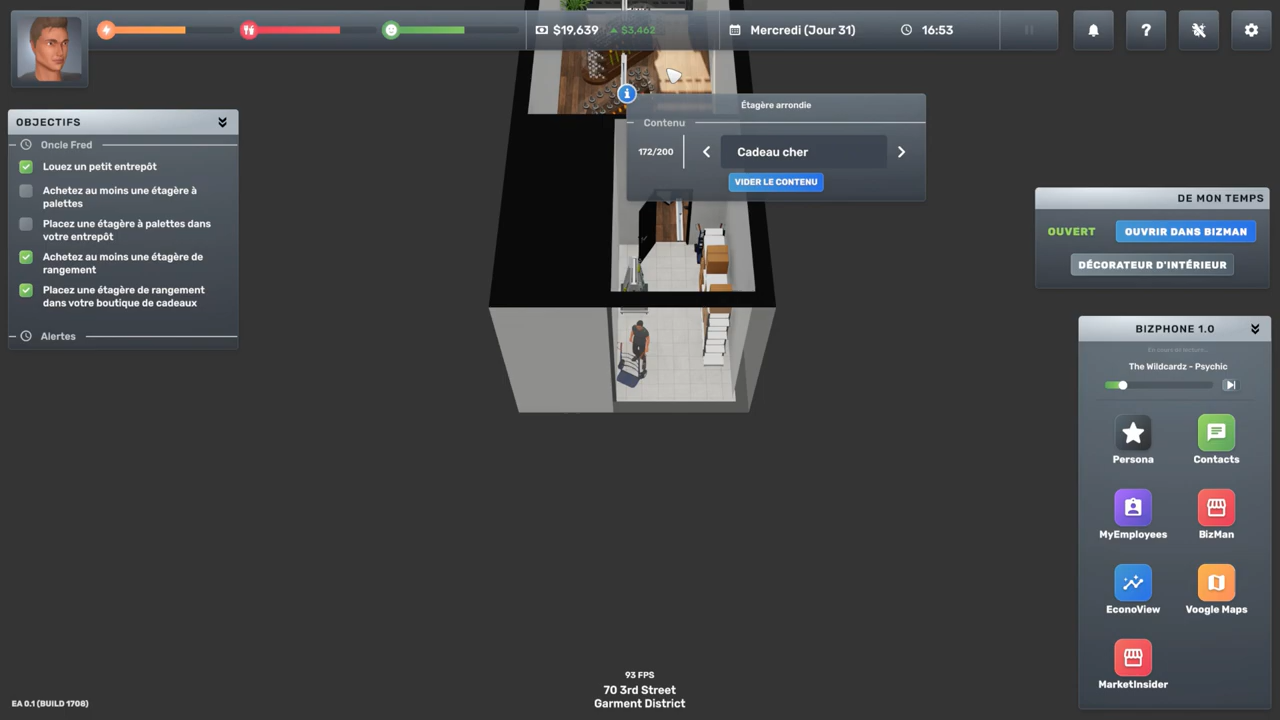 $19,639
$3,462
Mercredi (Jour 31)
16:53
OBJECTIFS
Oncle Fred
Louez un petit entrepôt
Achetez au moins une étagère à
palettes
Placez une étagère à palettes dans
votre entrepôt
Achetez au moins une étagère de
rangement
Placez une étagère de rangement
dans votre boutique de cadeaux
Alertes
Étagère arrondie
Contenu
172/200
Cadeau cher
VIDER LE CONTENU
DE MON TEMPS
OUVERT
OUVRIR DANS BIZMAN
DÉCORATEUR D'INTÉRIEUR
BIZPHONE 1.0
En cours de lecture...
The Wildcardz - Psychic
Persona
Contacts
MyEmployees
BizMan
EconoView
Voogle Maps
MarketInsider
93 FPS
70 3rd Street
Garment District
EA 0.1 (BUILD 1708)